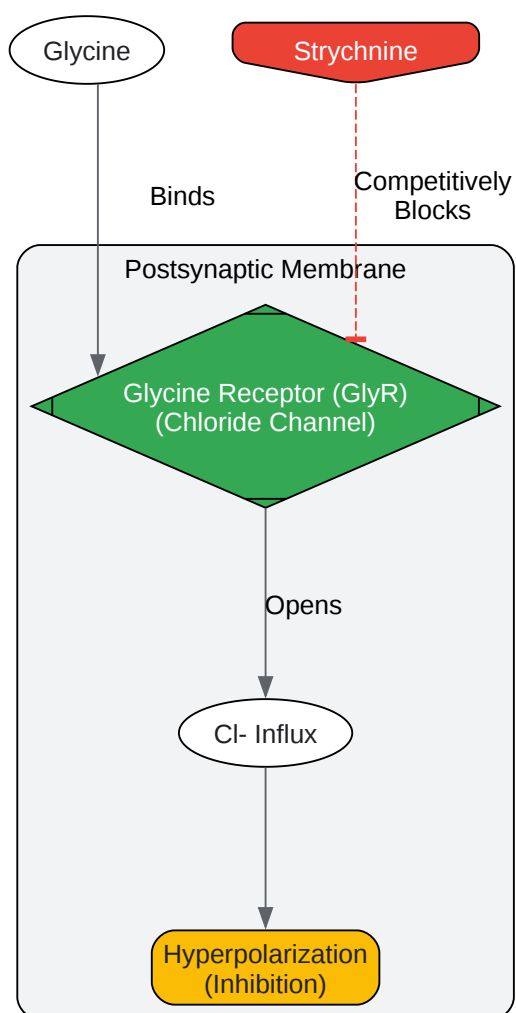 Glycine
Strychnine
Binds
Competitively
Blocks
Postsynaptic Membrane
Glycine Receptor (GlyR)
(Chloride Channel)
Opens
Cl- Influx
Hyperpolarization
(Inhibition)